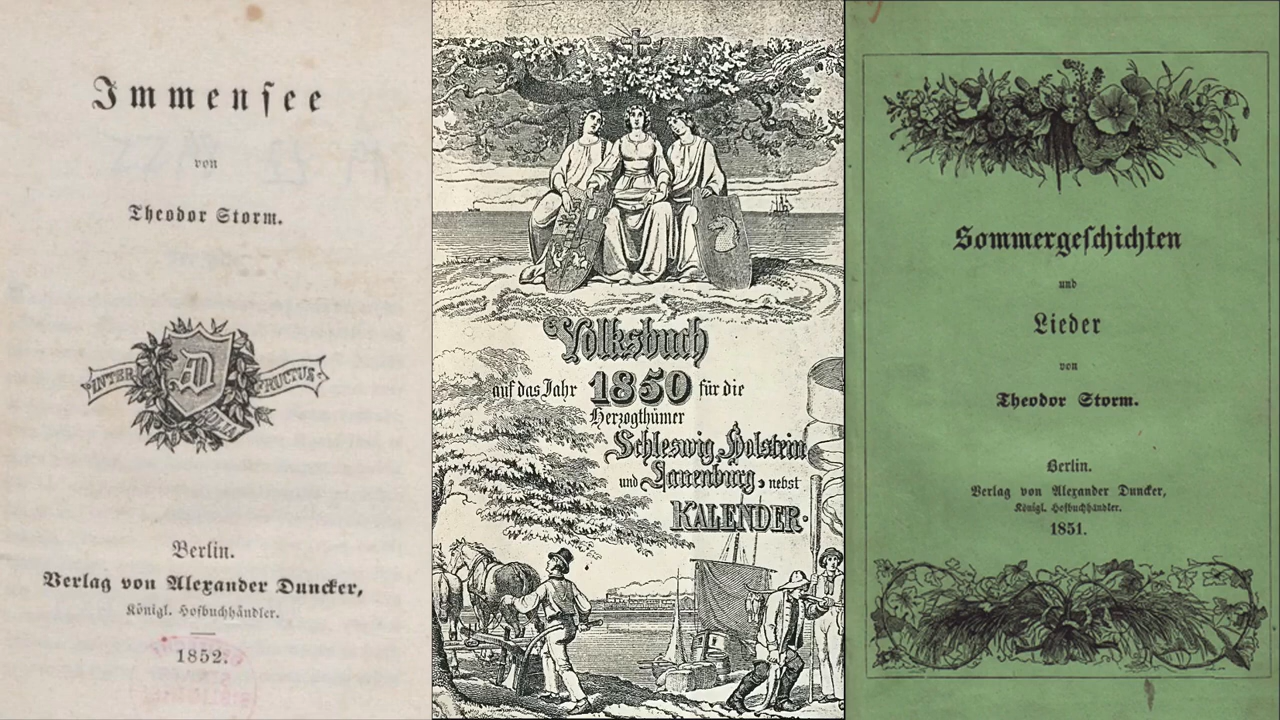 Immenſee
von
Theodor Storm.
INTER FRUCTUS
FOLIA
D
Berlin.
Verlag von Alexander Duncker,
Königl. Hofbuchhändler.
1852.
Volksbuch
auf das Jahr 1850 für die
Herzogthümer
Schleswig, Holstein
und Lauenburg, nebst
KALENDER.
Sommergeſchichten
und
Lieder
von
Theodor Storm.
Berlin.
Verlag von Alexander Duncker,
Königl. Hofbuchhändler.
1851.